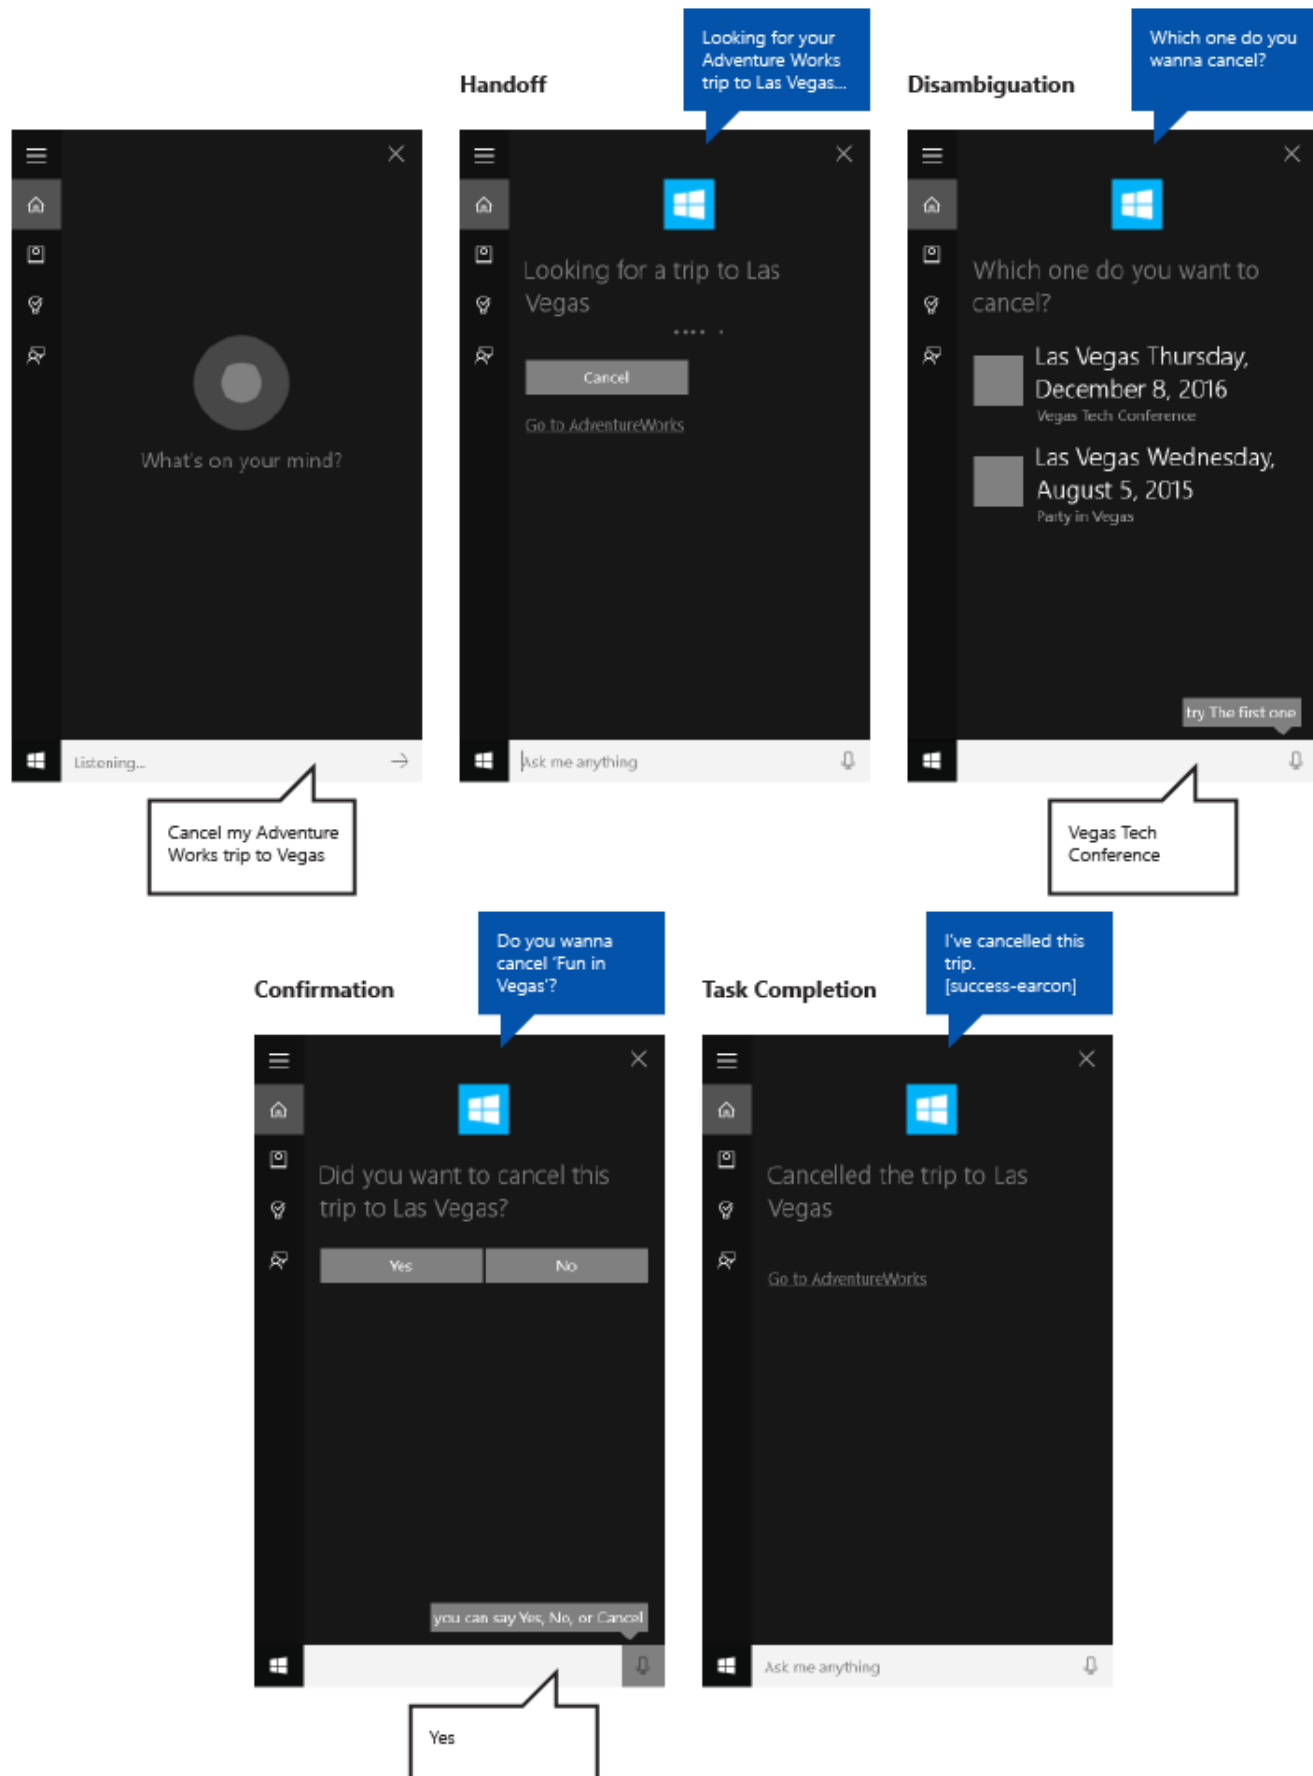 Looking for your
Adventure Works
trip to Las Vegas...
Which one do you
wanna cancel?
Handoff
Disambiguation
What's on your mind?
Listening...
Cancel my Adventure
Works trip to Vegas
Looking for a trip to Las
Vegas
Cancel
Go to AdventureWorks
Ask me anything
Which one do you want to
cancel?
Las Vegas Thursday,
December 8, 2016
Vegas Tech Conference
Las Vegas Wednesday,
August 5, 2015
Party in Vegas
try The first one
Vegas Tech
Conference
Do you wanna
cancel 'Fun in
Vegas'?
Confirmation
Did you want to cancel this
trip to Las Vegas?
Yes
No
you can say Yes, No, or Cancel
Yes
I've cancelled this
trip.
[success-earcon]
Task Completion
Cancelled the trip to Las
Vegas
Go to AdventureWorks
Ask me anything